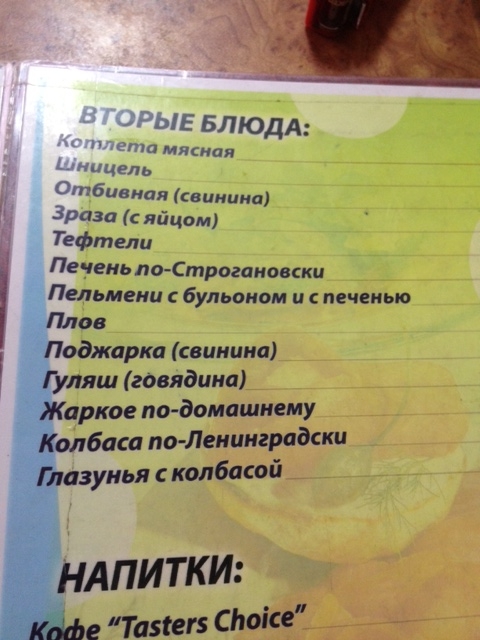 ВТОРЫЕ БЛЮДА:
Котлета мясная
Шницель
Отбивная (свинина)
Зраза (с яйцом)
Тефтели
Печень по-Строгановски
Пельмени с бульоном и с печенью
Плов
Поджарка (свинина)
Гуляш (говядина)
Жаркое по-домашнему
Колбаса по-Ленинградски
Глазунья с колбасой
НАПИТКИ:
Кофе "Tasters Choice"